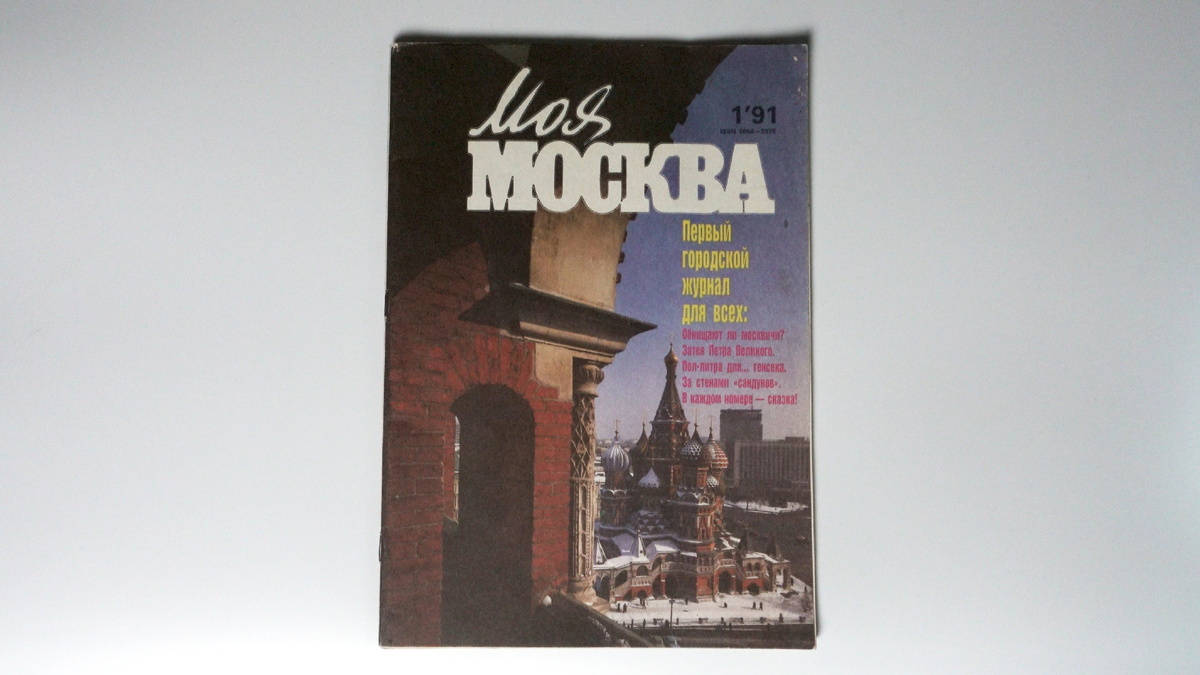 Моя
1'91
МОСКВА
Первый
городской
журнал
для всех:
Обнищают ли москвичи?
Затея Петра Великого.
Пол-литра для... генсека.
За стенами «сандунов».
В каждом номере — сказка!